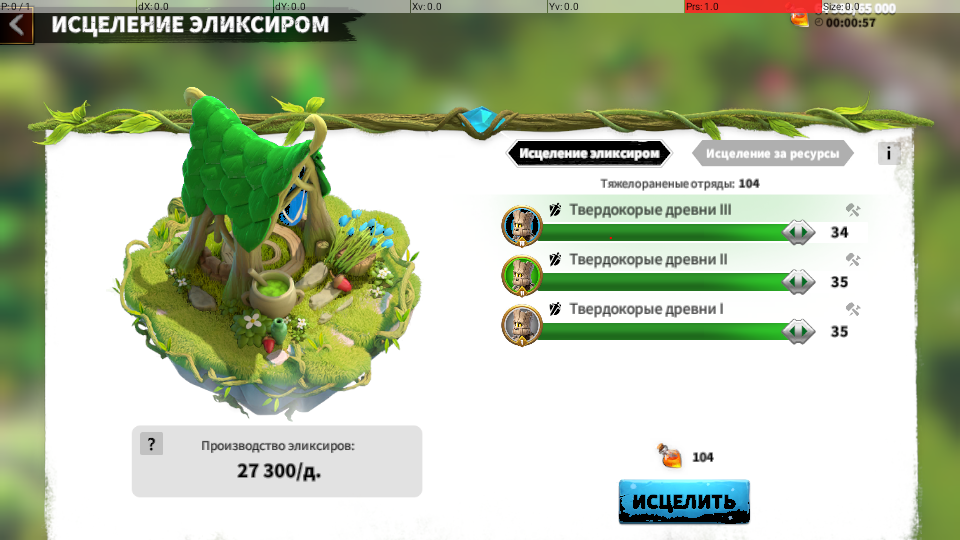 P: 0 / 1 dX: 0.0 dY: 0.0 Xv: 0.0 Yv: 0.0 Prs: 1.0 Size: 0.0
ИСЦЕЛЕНИЕ ЭЛИКСИРОМ
00:00:57
Исцеление эликсиром
Исцеление за ресурсы
i
Тяжелораненые отряды: 104
Твердокорые древни III
34
Твердокорые древни II
35
Твердокорые древни I
35
?
Производство эликсиров:
27 300/д.
104
ИСЦЕЛИТЬ